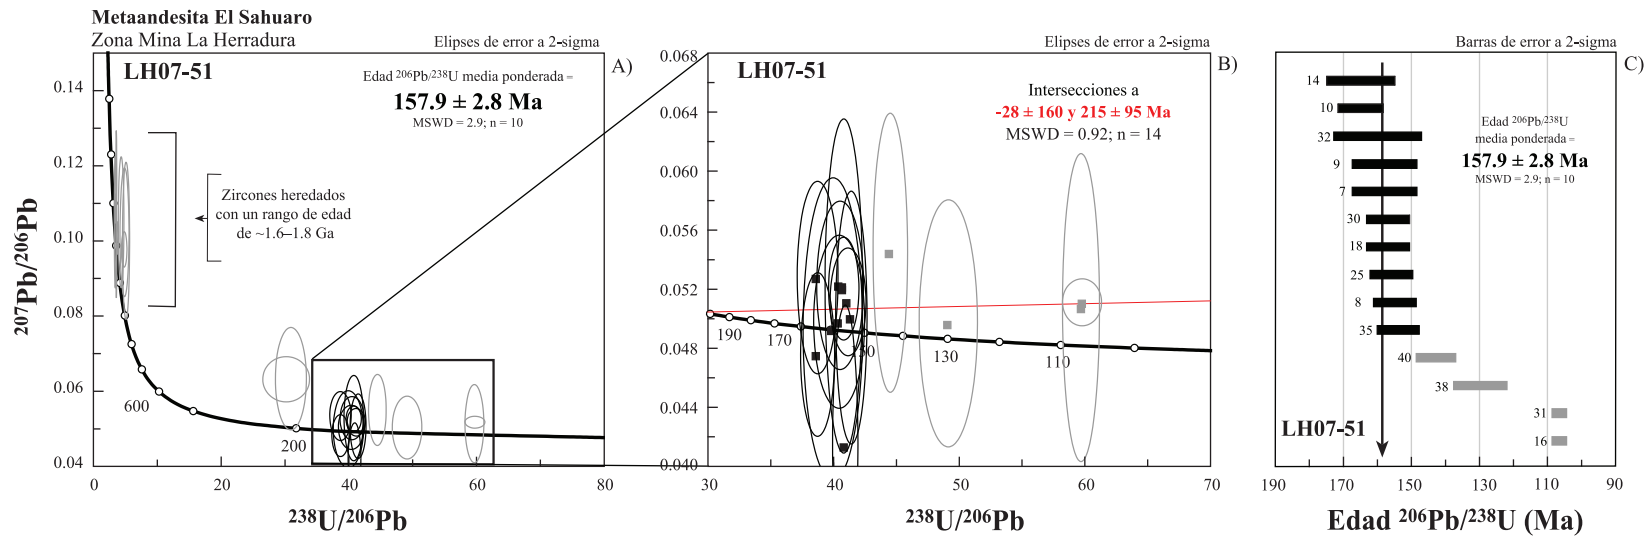 Metaandesita El Sahuaro
Zona Mina La Herradura
Elipses de error a 2-sigma
A)
LH07-51
Edad 206Pb/238U media ponderada =
157.9 ± 2.8 Ma
MSWD = 2.9; n = 10
Zircones heredados
con un rango de edad
de ~1.6–1.8 Ga
600
200
0.14
0.12
0.10
0.08
0.06
0.04
207Pb/206Pb
0
20
40
60
80
238U/206Pb
Elipses de error a 2-sigma
B)
LH07-51
Intersecciones a
-28 ± 160 y 215 ± 95 Ma
MSWD = 0.92; n = 14
190
170
150
130
110
0.068
0.064
0.060
0.056
0.052
0.048
0.044
0.040
30
40
50
60
70
238U/206Pb
Barras de error a 2-sigma
C)
14
10
32
9
7
30
18
25
8
35
40
38
31
16
Edad 206Pb/238U
media ponderada =
157.9 ± 2.8 Ma
MSWD = 2.9; n = 10
LH07-51
190
170
150
130
110
90
Edad 206Pb/238U (Ma)